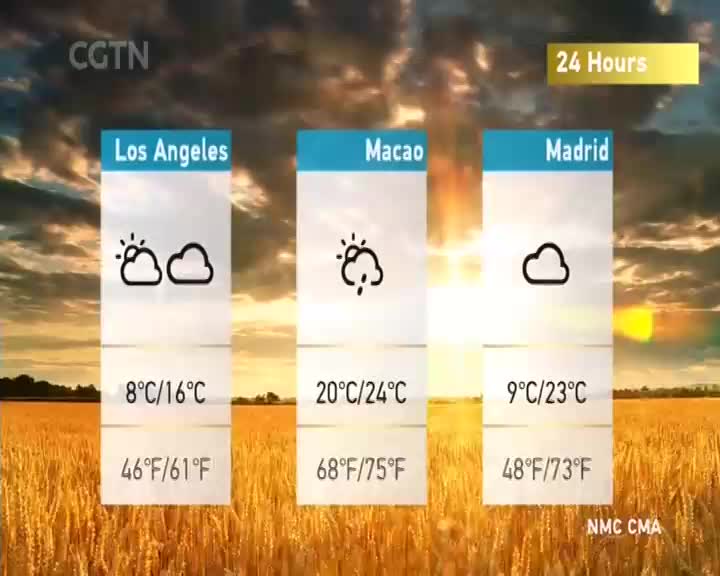 CGTN
24 Hours
Los Angeles
Macao
Madrid
8°C/16°C
20°C/24°C
9°C/23°C
46°F/61°F
68°F/75°F
48°F/73°F
NMC CMA